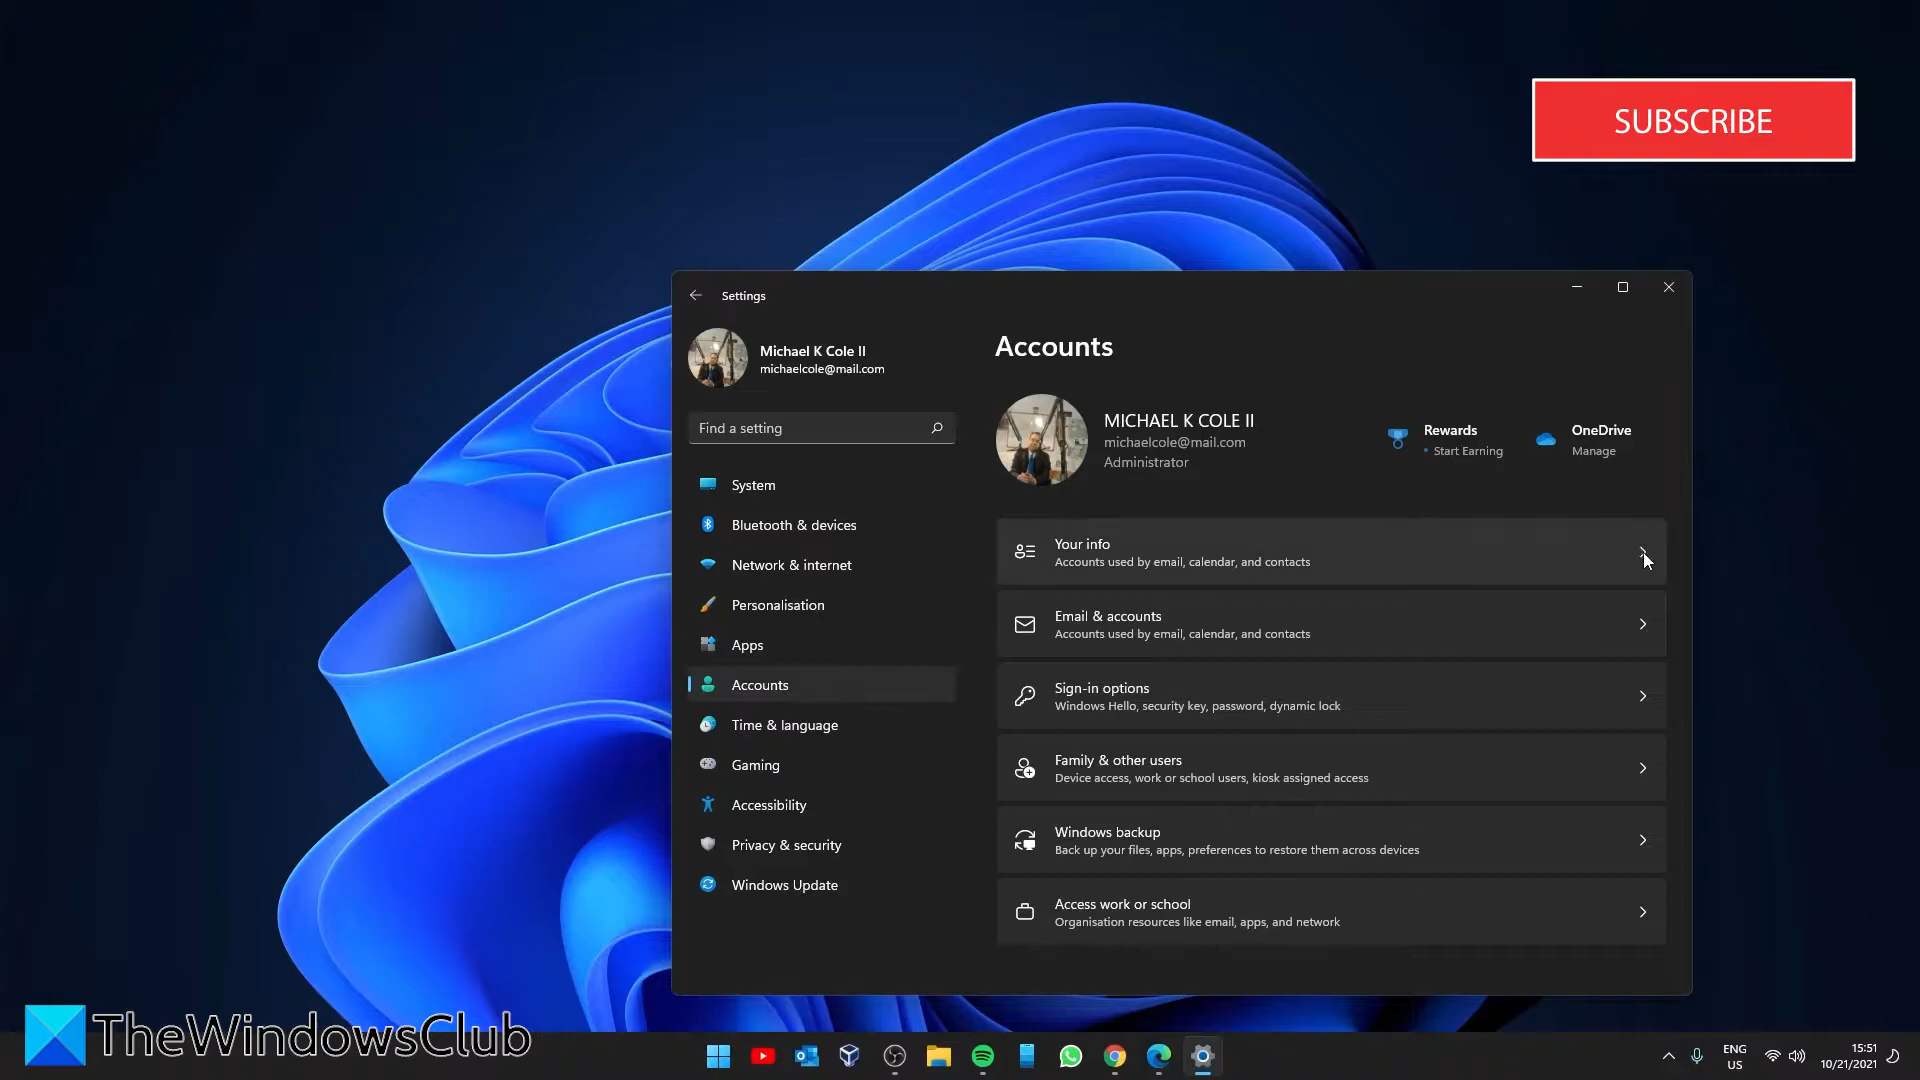 SUBSCRIBE
Settings
Michael K Cole II
michaelcole@mail.com
Find a setting
System
Bluetooth & devices
Network & internet
Personalisation
Apps
Accounts
Time & language
Gaming
Accessibility
Privacy & security
Windows Update
Accounts
MICHAEL K COLE II
michaelcole@mail.com
Administrator
Rewards
• Start Earning
OneDrive
Manage
Your info
Accounts used by email, calendar, and contacts
Email & accounts
Accounts used by email, calendar, and contacts
Sign-in options
Windows Hello, security key, password, dynamic lock
Family & other users
Device access, work or school users, kiosk assigned access
Windows backup
Back up your files, apps, preferences to restore them across devices
Access work or school
Organisation resources like email, apps, and network
TheWindowsClub
ENG
US
15:51
10/21/2021